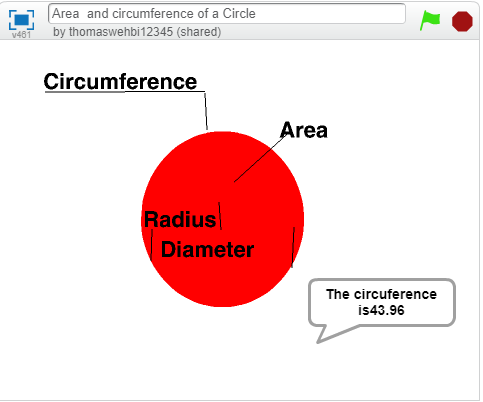 Area  and circumference of a Circle
v461
by thomaswehbi12345 (shared)
Circumference
Area
Radius
Diameter
The circuference
is43.96